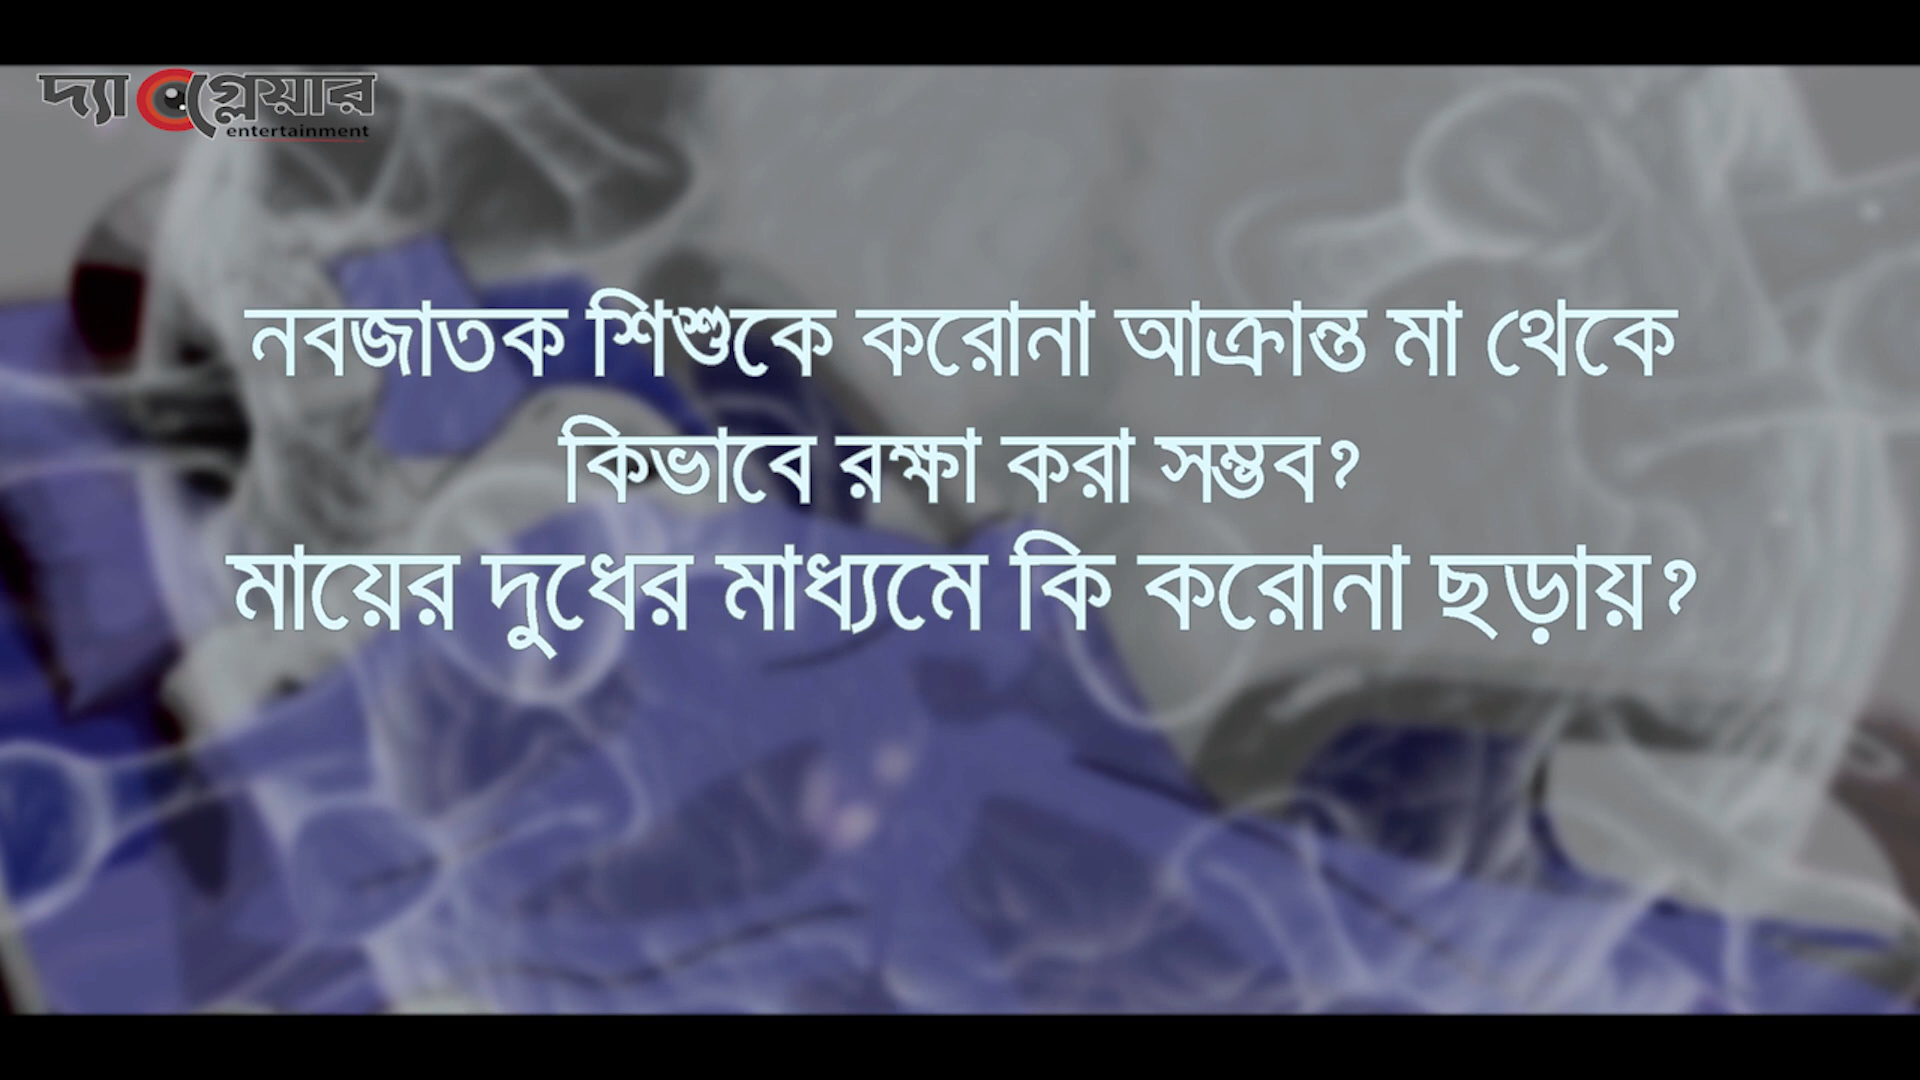 দ্যা গ্লেয়ার
entertainment
নবজাতক শিশুকে করোনা আক্রান্ত মা থেকে
কিভাবে রক্ষা করা সম্ভব?
মায়ের দুধের মাধ্যমে কি করোনা ছড়ায়?